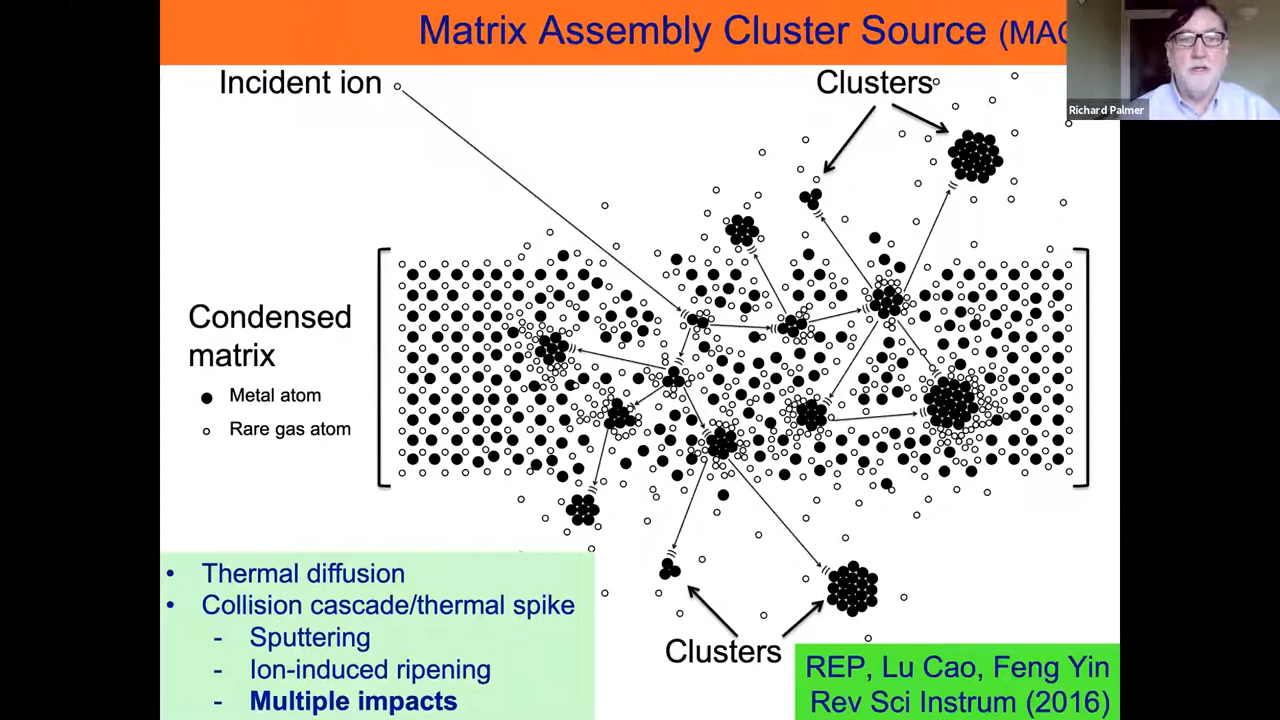 Matrix Assembly Cluster Source (MAC
Richard Palmer
Incident ion
Clusters
Condensed
matrix
Metal atom
Rare gas atom
• Thermal diffusion
• Collision cascade/thermal spike
- Sputtering
- Ion-induced ripening
- Multiple impacts
Clusters
REP, Lu Cao, Feng Yin
Rev Sci Instrum (2016)